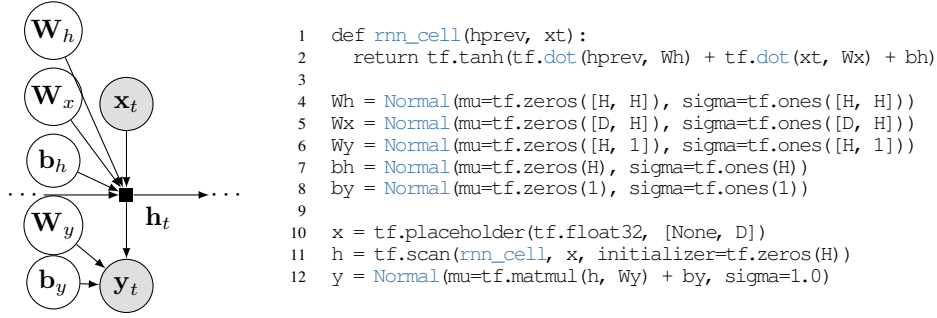 W_h
W_x
x_t
b_h
... ...
h_t
W_y
b_y
y_t
1 def rnn_cell(hprev, xt):
2   return tf.tanh(tf.dot(hprev, Wh) + tf.dot(xt, Wx) + bh)
3
4 Wh = Normal(mu=tf.zeros([H, H]), sigma=tf.ones([H, H]))
5 Wx = Normal(mu=tf.zeros([D, H]), sigma=tf.ones([D, H]))
6 Wy = Normal(mu=tf.zeros([H, 1]), sigma=tf.ones([H, 1]))
7 bh = Normal(mu=tf.zeros(H), sigma=tf.ones(H))
8 by = Normal(mu=tf.zeros(1), sigma=tf.ones(1))
9
10 x = tf.placeholder(tf.float32, [None, D])
11 h = tf.scan(rnn_cell, x, initializer=tf.zeros(H))
12 y = Normal(mu=tf.matmul(h, Wy) + by, sigma=1.0)